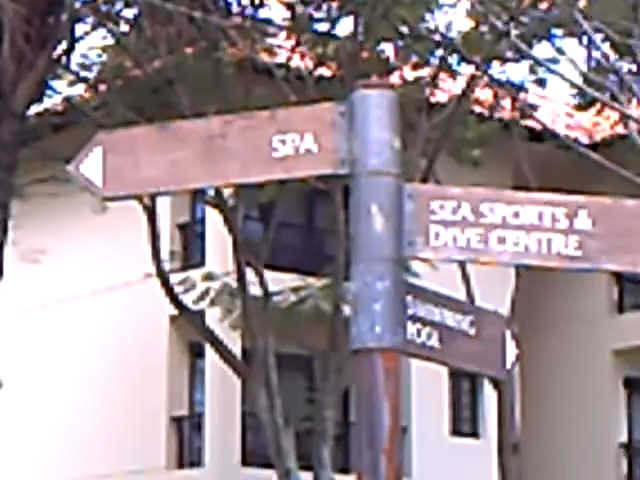 SPA
SEA SPORTS &
DIVE CENTRE
SWIMMING
POOL